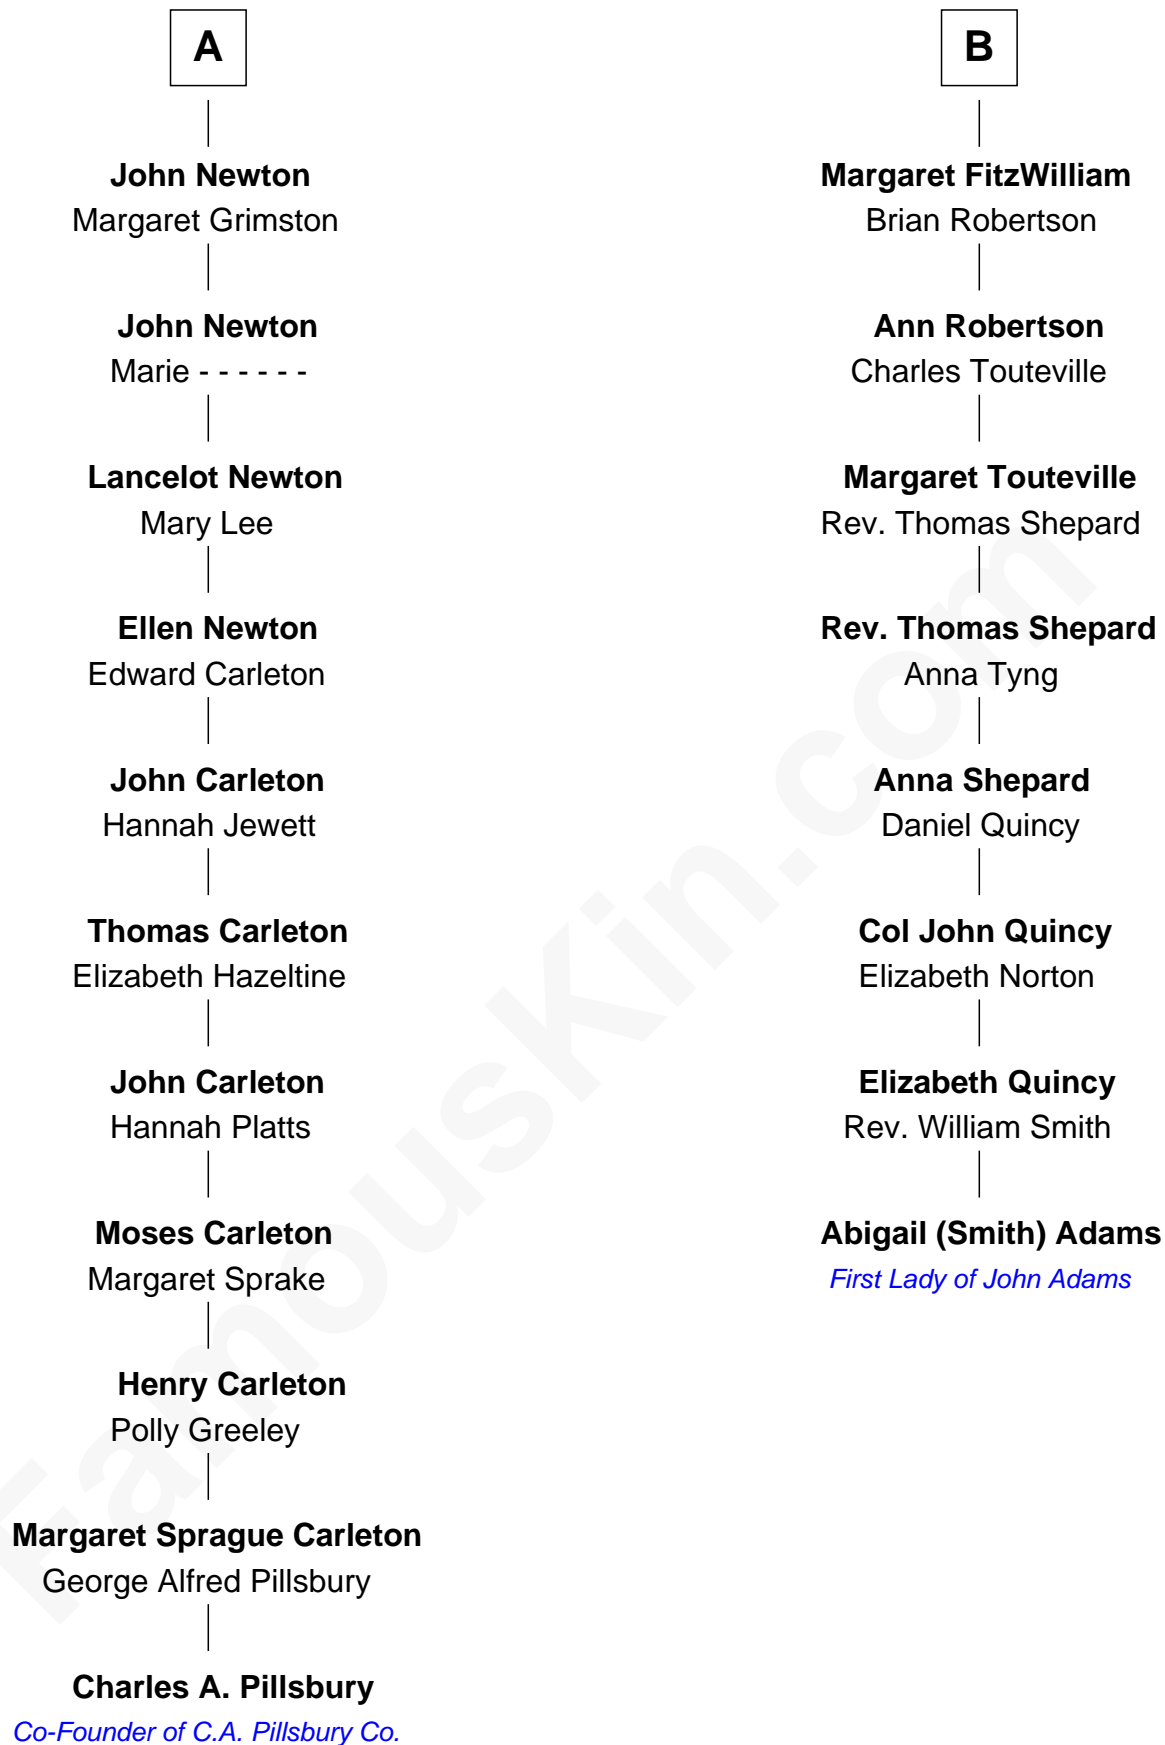 A
John Newton
Margaret Grimston
John Newton
Marie - - - - - -
Lancelot Newton
Mary Lee
Ellen Newton
Edward Carleton
John Carleton
Hannah Jewett
Thomas Carleton
Elizabeth Hazeltine
John Carleton
Hannah Platts
Moses Carleton
Margaret Sprake
Henry Carleton
Polly Greeley
Margaret Sprague Carleton
George Alfred Pillsbury
Charles A. Pillsbury
Co-Founder of C.A. Pillsbury Co.
B
Margaret FitzWilliam
Brian Robertson
Ann Robertson
Charles Touteville
Margaret Touteville
Rev. Thomas Shepard
Rev. Thomas Shepard
Anna Tyng
Anna Shepard
Daniel Quincy
Col John Quincy
Elizabeth Norton
Elizabeth Quincy
Rev. William Smith
Abigail (Smith) Adams
First Lady of John Adams
FamousKin.com